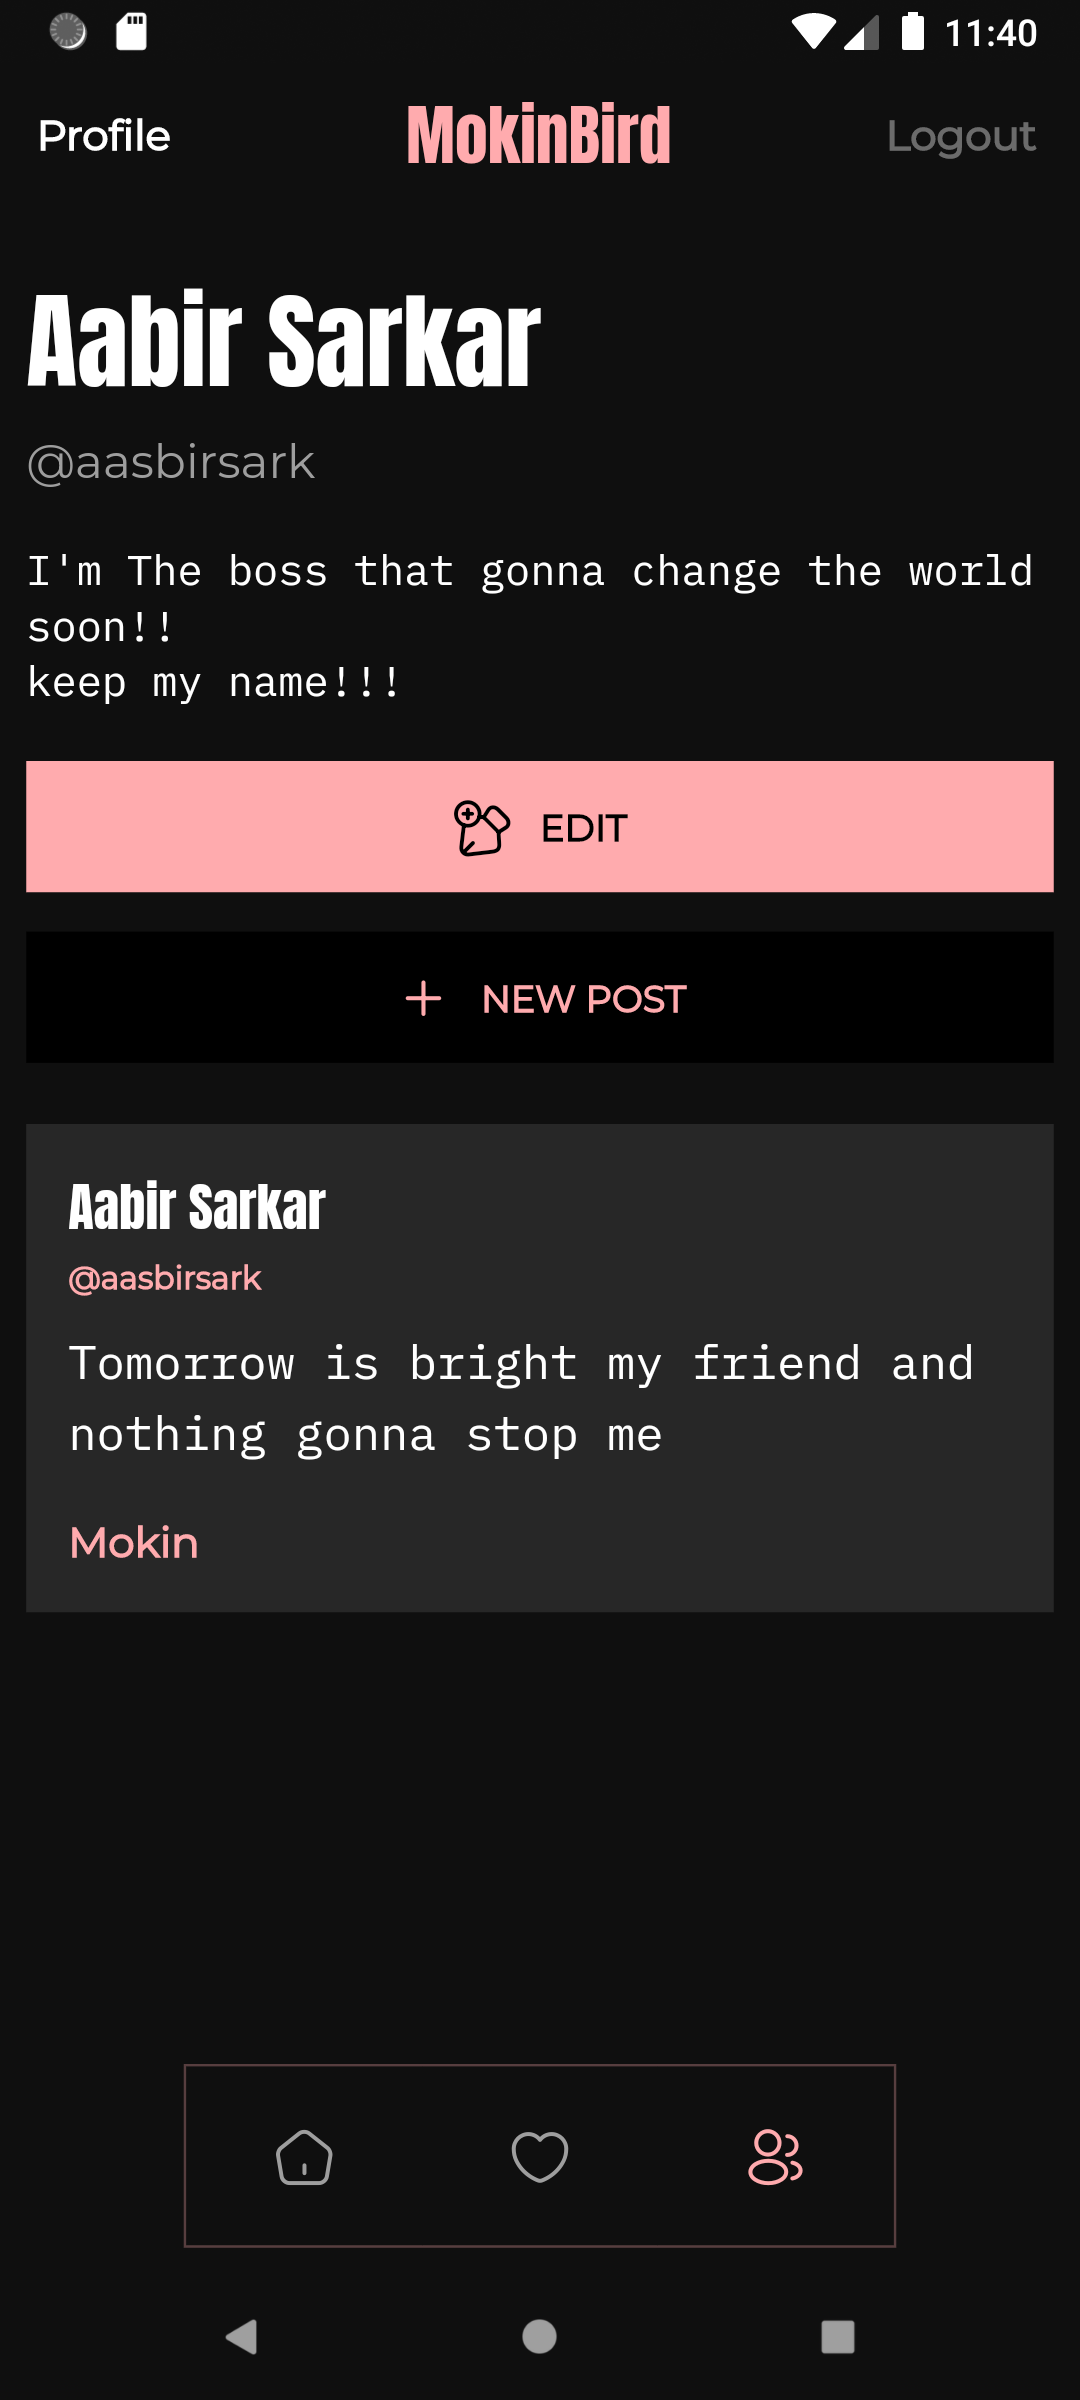 11:40
Profile MokinBird Logout
Aabir Sarkar
@aasbirsark
I'm The boss that gonna change the world
soon!!
keep my name!!!
EDIT
NEW POST
Aabir Sarkar
@aasbirsark
Tomorrow is bright my friend and
nothing gonna stop me
Mokin